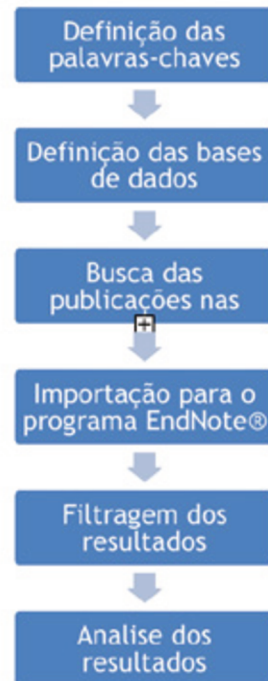 Definição das
palavras-chaves
Definição das bases
de dados
Busca das
publicações nas
Importação para o
programa EndNote®
Filtragem dos
resultados
Analise dos
resultados